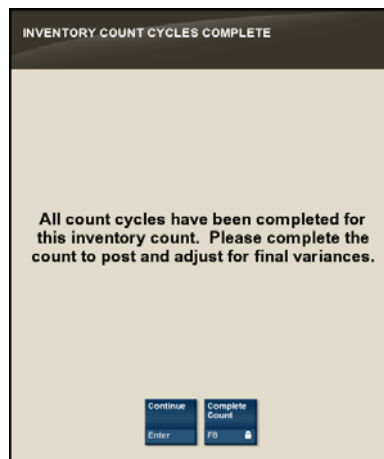 INVENTORY COUNT CYCLES COMPLETE
All count cycles have been completed for
this inventory count. Please complete the
count to post and adjust for final variances.
Continue
Enter
Complete
Count
F8